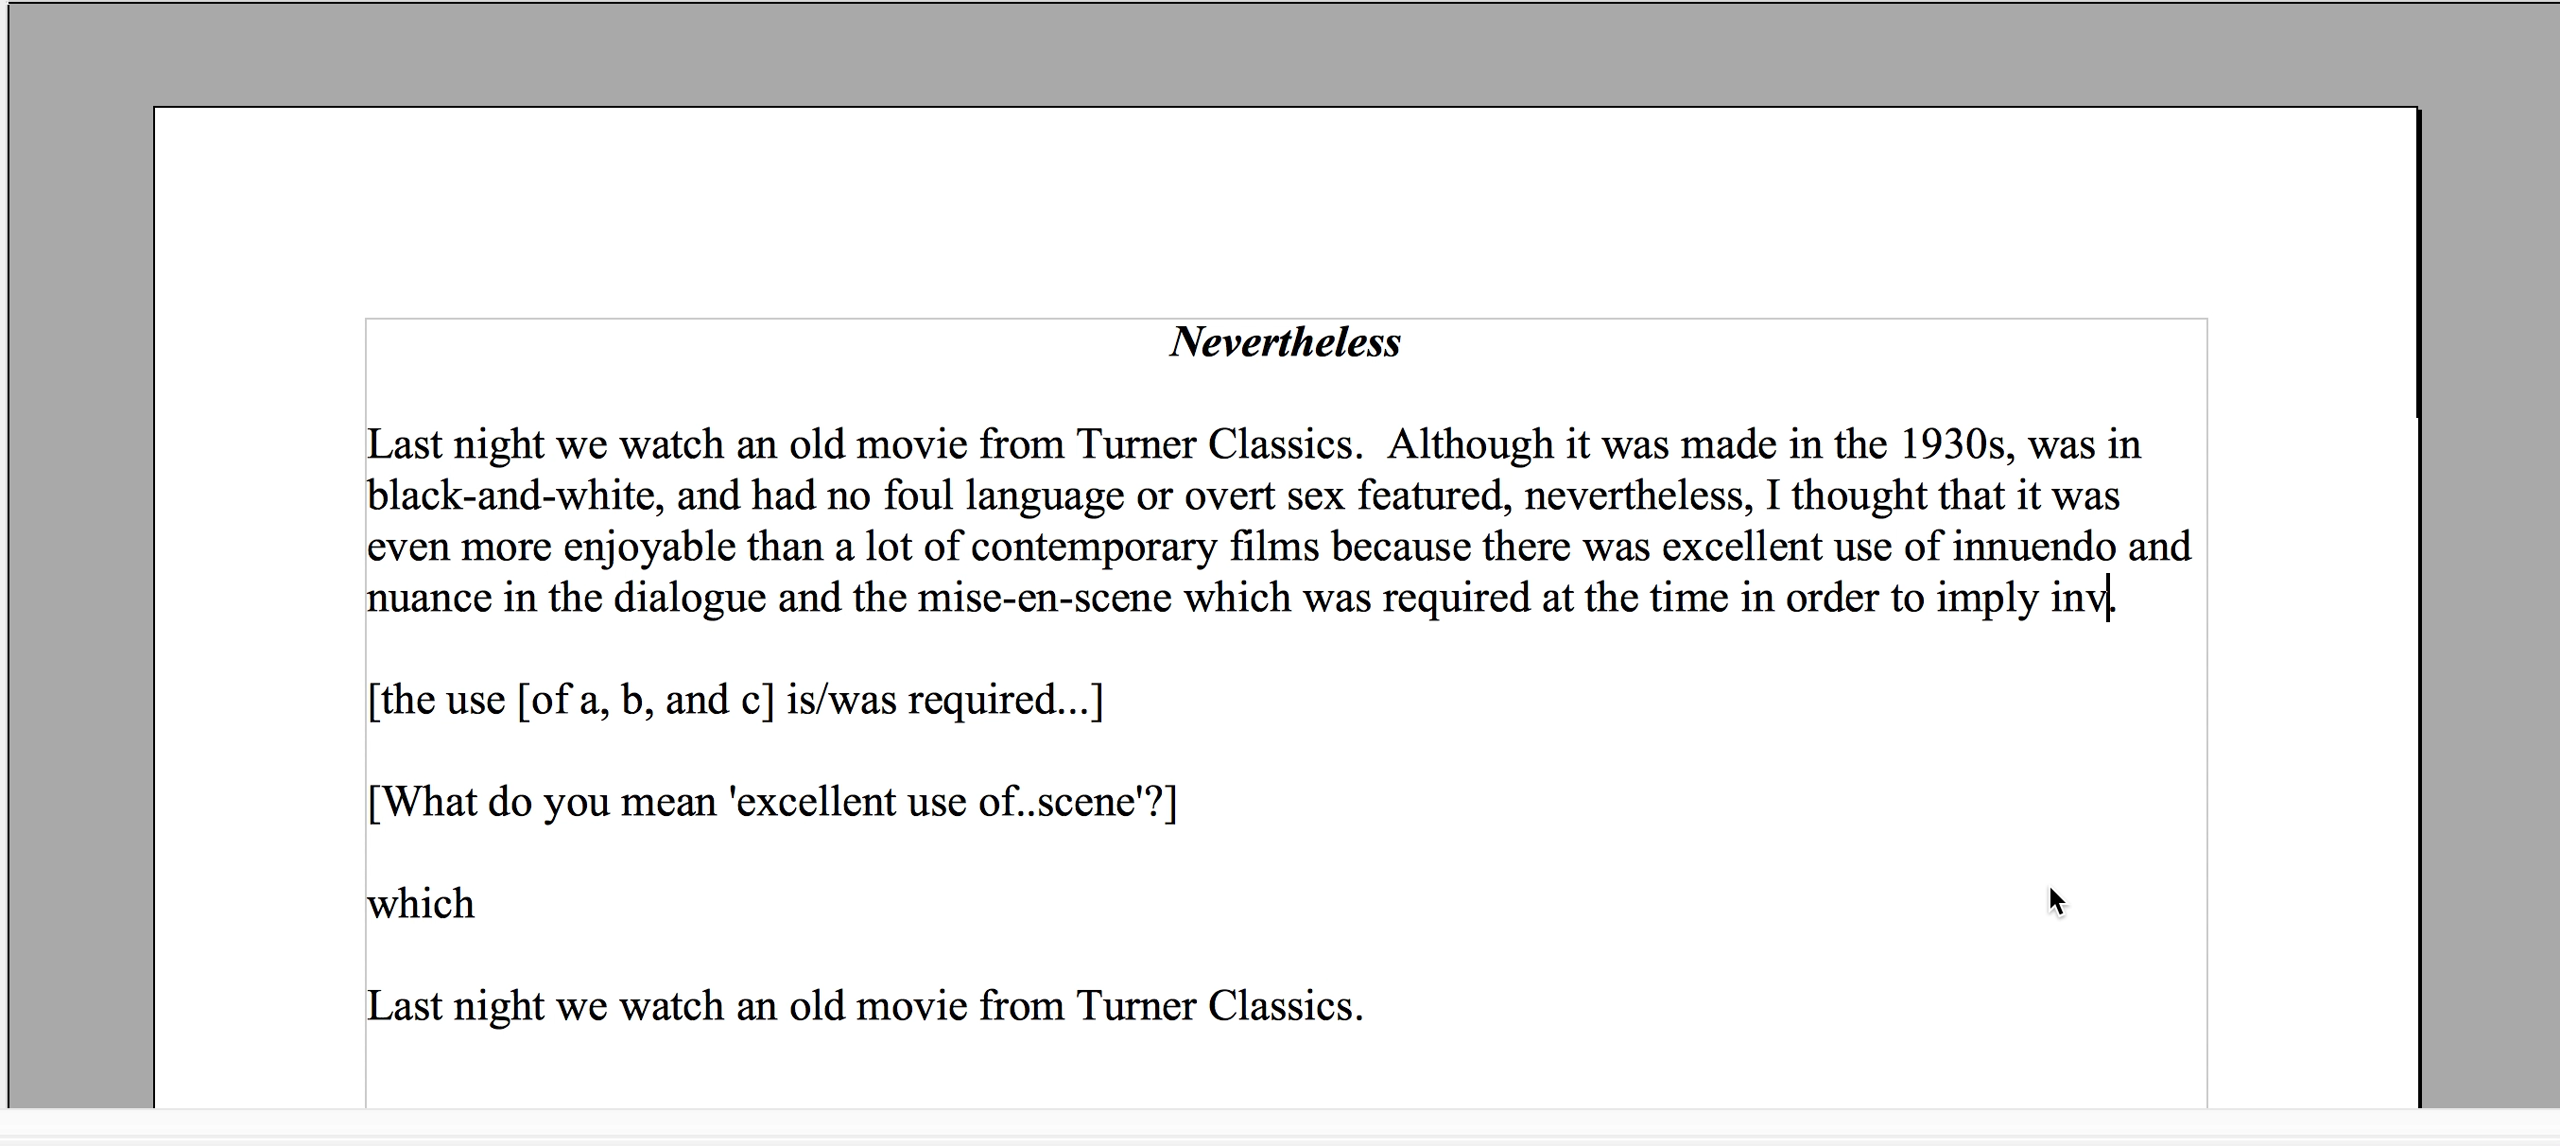 Nevertheless
Last night we watch an old movie from Turner Classics.  Although it was made in the 1930s, was in
black-and-white, and had no foul language or overt sex featured, nevertheless, I thought that it was
even more enjoyable than a lot of contemporary films because there was excellent use of innuendo and
nuance in the dialogue and the mise-en-scene which was required at the time in order to imply inv.
[the use [of a, b, and c] is/was required...]
[What do you mean 'excellent use of..scene'?]
which
Last night we watch an old movie from Turner Classics.